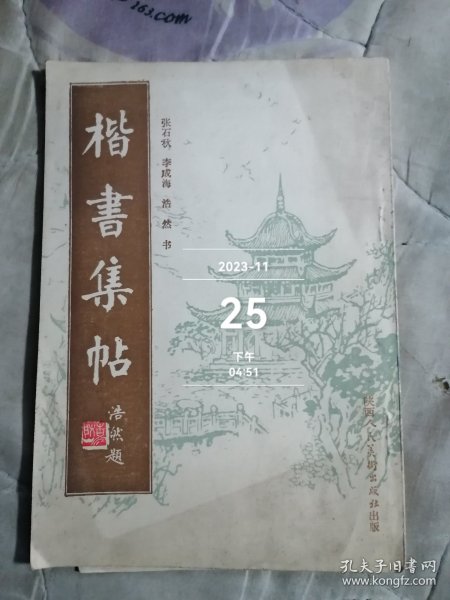 163.com
楷書集帖
浩然题
张石秋 李成海 浩然 书
2023-11
25
下午
04:51
陕西人民美術出版社出版
孔夫子旧书网
www.kongfz.com